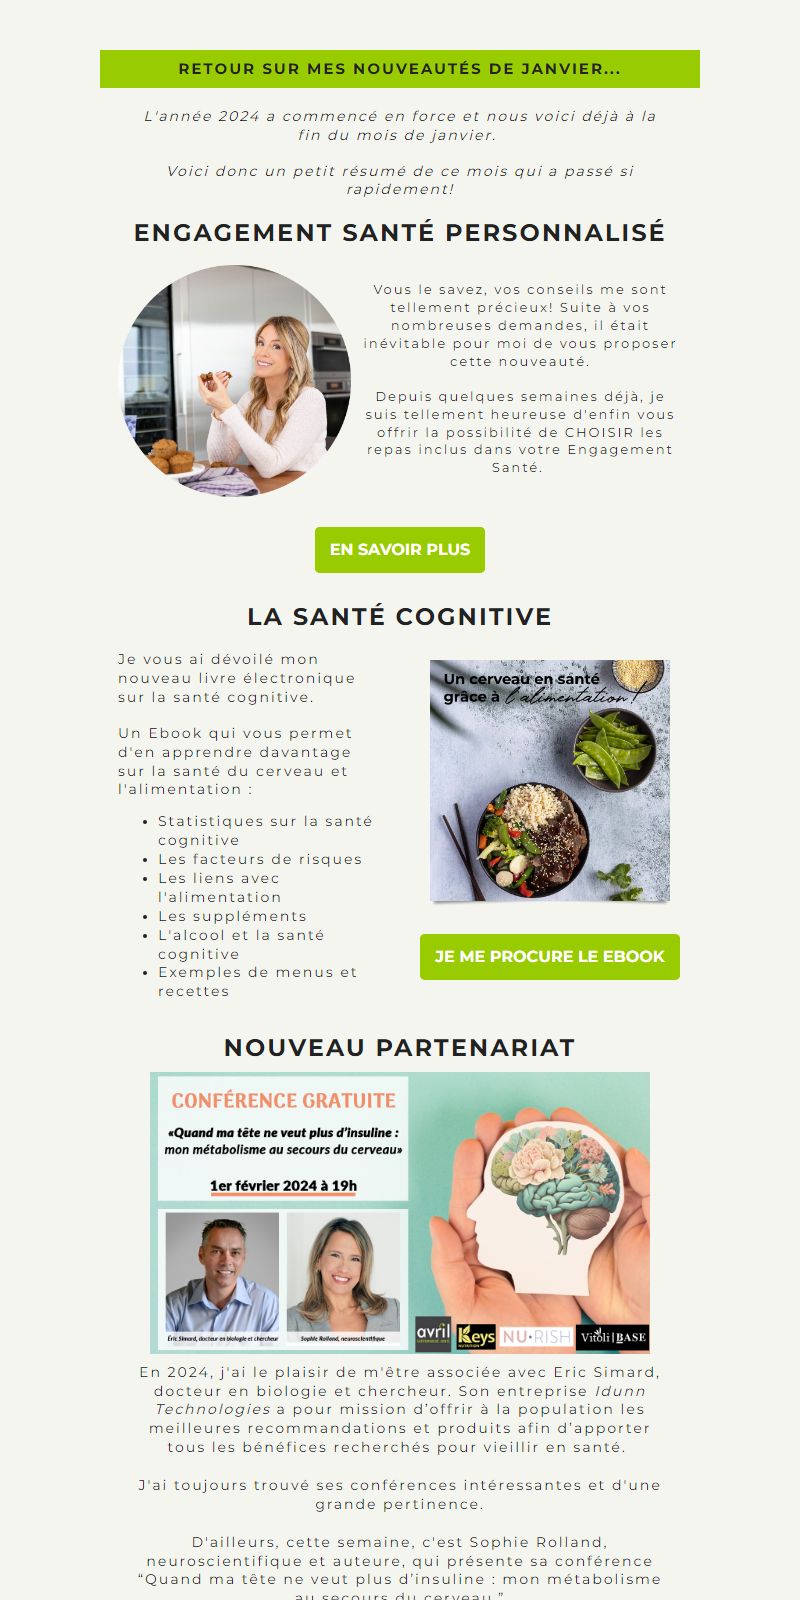 RETOUR SUR MES NOUVEAUTÉS DE JANVIER...
L'année 2024 a commencé en force et nous voici déjà à la
fin du mois de janvier.
Voici donc un petit résumé de ce mois qui a passé si
rapidement!
ENGAGEMENT SANTÉ PERSONNALISÉ
Vous le savez, vos conseils me sont
tellement précieux! Suite à vos
nombreuses demandes, il était
inévitable pour moi de vous proposer
cette nouveauté.
Depuis quelques semaines déjà, je
suis tellement heureuse d'enfin vous
offrir la possibilité de CHOISIR les
repas inclus dans votre Engagement
Santé.
EN SAVOIR PLUS
LA SANTÉ COGNITIVE
Je vous ai dévoilé mon
nouveau livre électronique
sur la santé cognitive.
Un Ebook qui vous permet
d'en apprendre davantage
sur la santé du cerveau et
l'alimentation :
• Statistiques sur la santé
cognitive
• Les facteurs de risques
• Les liens avec
l'alimentation
• Les suppléments
• L'alcool et la santé
cognitive
• Exemples de menus et
recettes
Un cerveau en santé
grâce à l'alimentation!
JE ME PROCURE LE EBOOK
NOUVEAU PARTENARIAT
CONFÉRENCE GRATUITE
«Quand ma tête ne veut plus d’insuline :
mon métabolisme au secours du cerveau»
1er février 2024 à 19h
Éric Simard, docteur en biologie et chercheur
Sophie Rolland, neuroscientifique
avril
Keys
NUTRITION
NU·RISH
Vitoli | BASE
En 2024, j'ai le plaisir de m'être associée avec Eric Simard,
docteur en biologie et chercheur. Son entreprise Idunn
Technologies a pour mission d’offrir à la population les
meilleures recommandations et produits afin d’apporter
tous les bénéfices recherchés pour vieillir en santé.
J'ai toujours trouvé ses conférences intéressantes et d'une
grande pertinence.
D'ailleurs, cette semaine, c'est Sophie Rolland,
neuroscientifique et auteure, qui présente sa conférence
“Quand ma tête ne veut plus d’insuline : mon métabolisme
au secours du cerveau.”